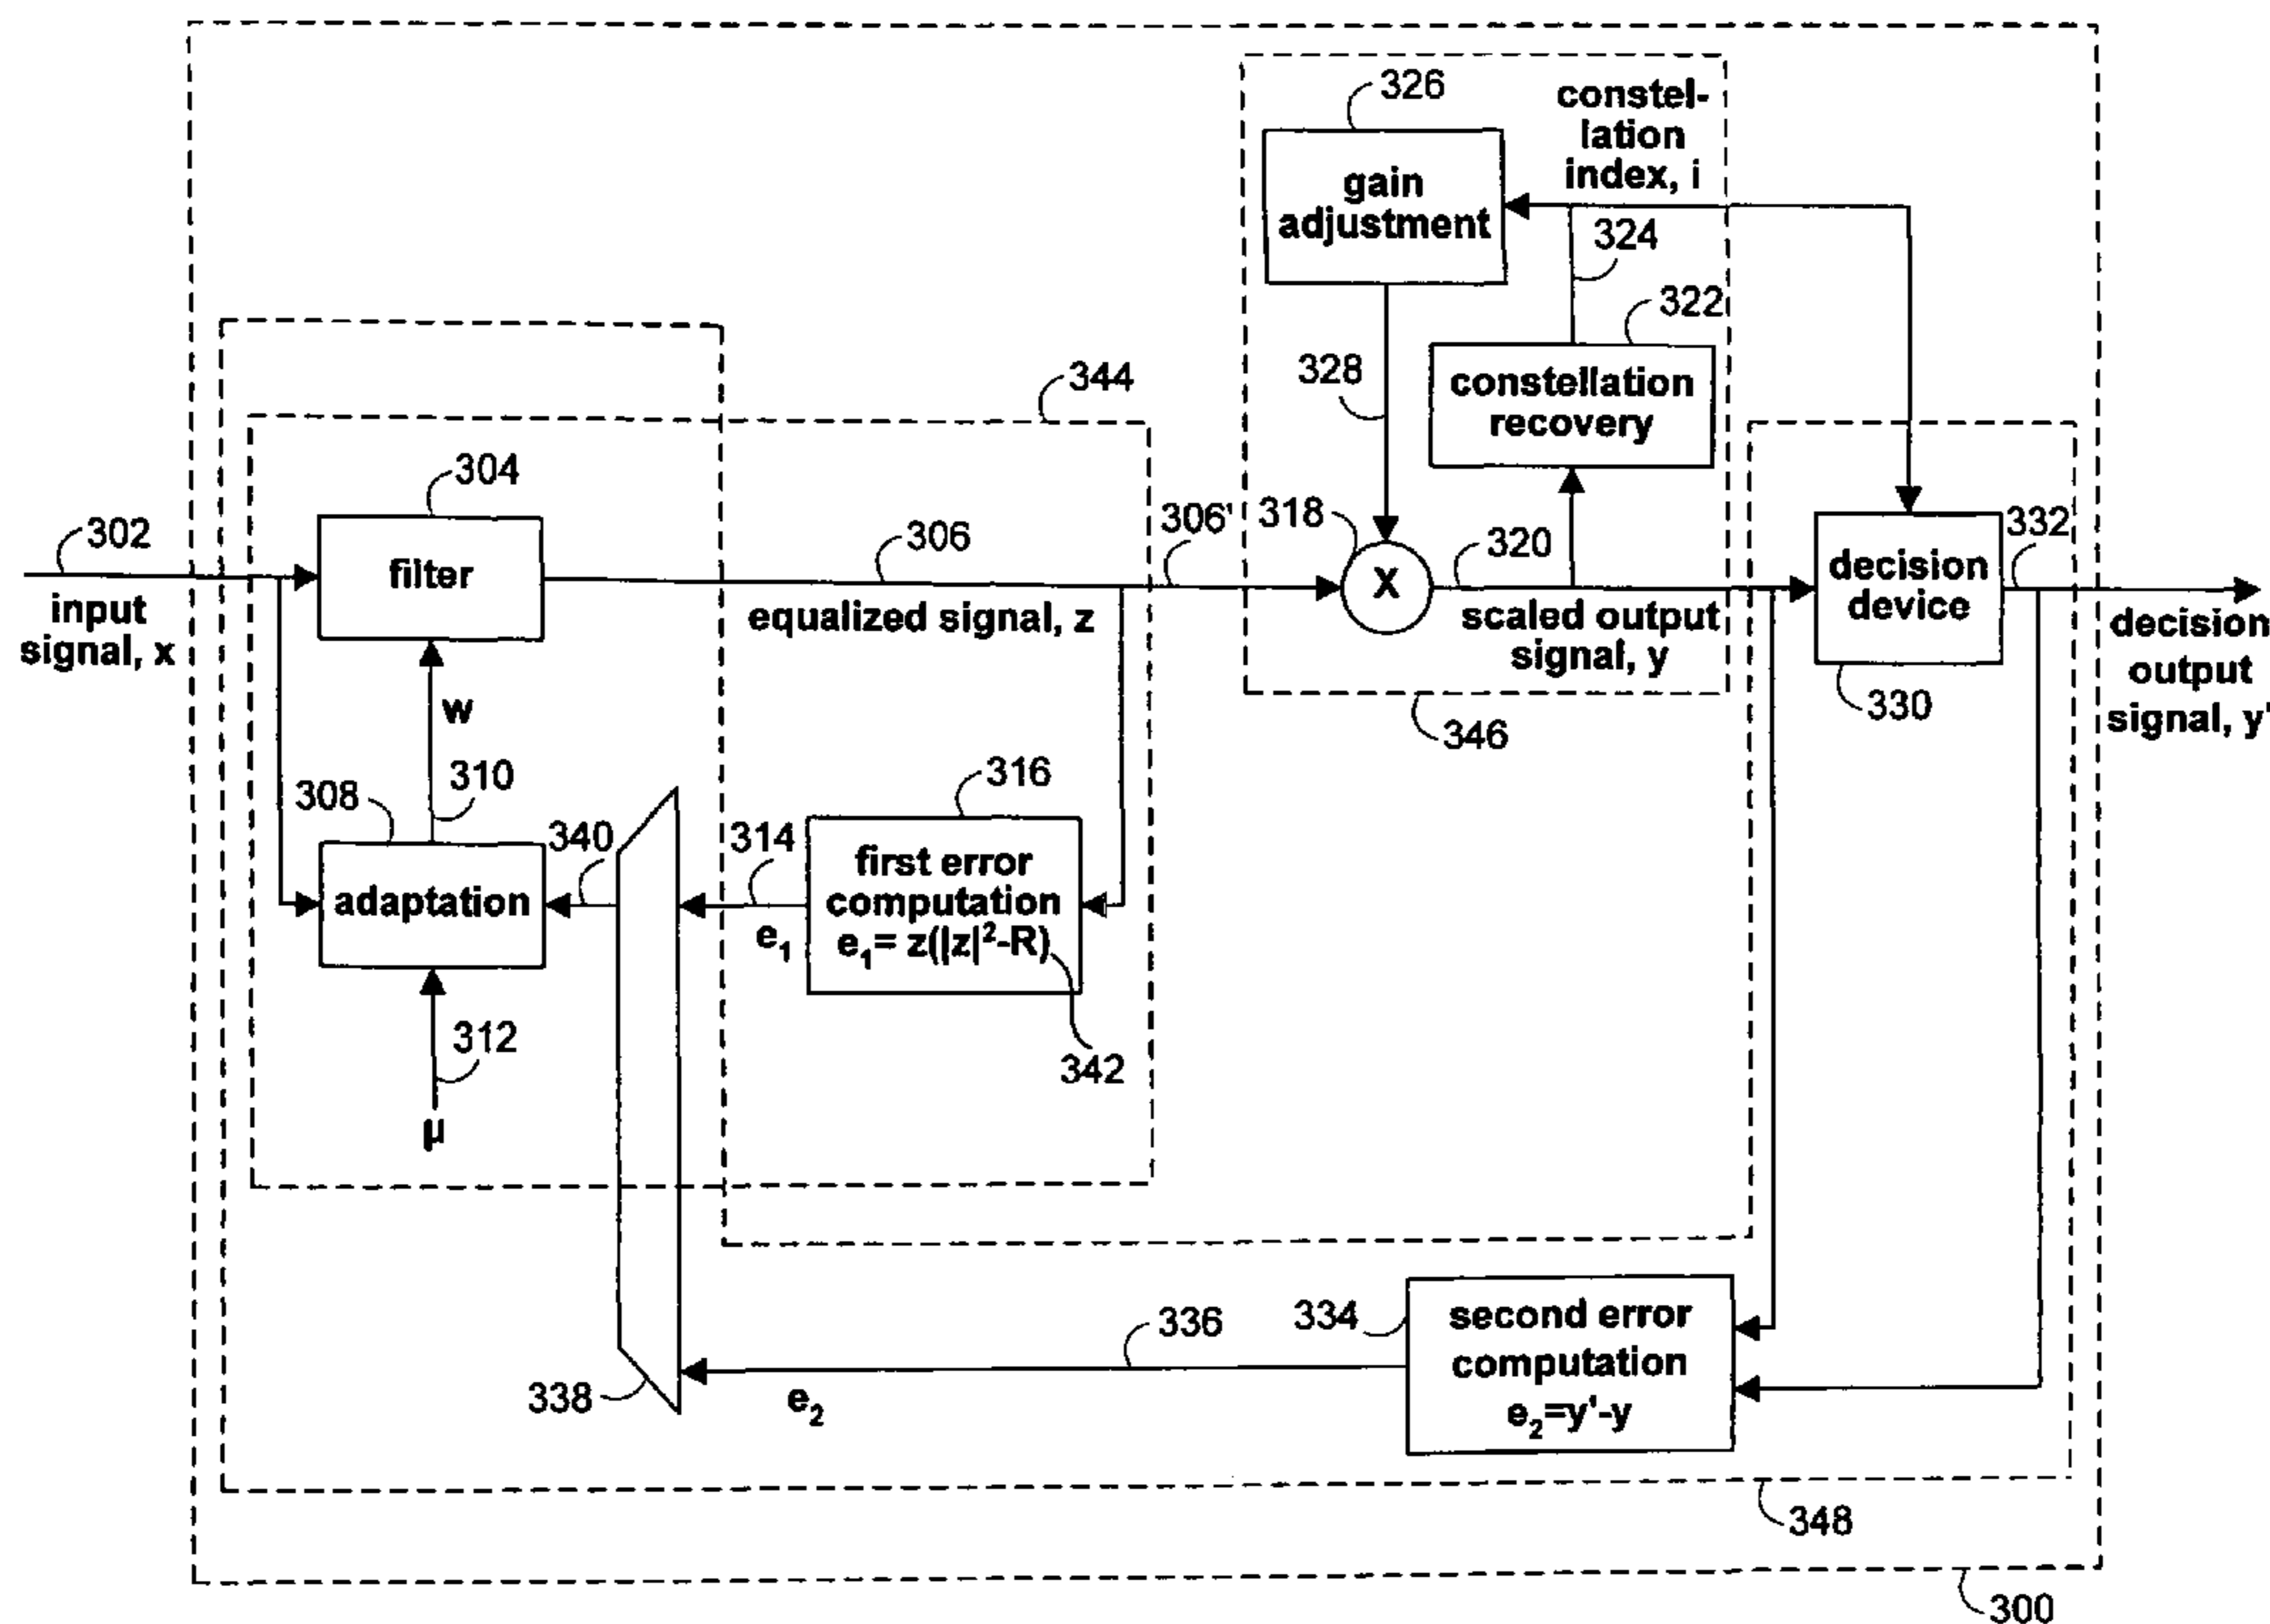 326
constel-
lation
index, i
gain
adjustment
324
322
328
constellation
recovery
344
304
302
filter
306
306'
318
X
320
decision
device
332
input
signal, x
equalized signal, z
scaled output
signal, y
decision
output
signal, y'
330
w
346
308
310
316
340
314
adaptation
first error
computation
e₁= z(|z|²-R)
e₁
312
342
μ
336
334
second error
computation
e₂=y'-y
338
e₂
348
300